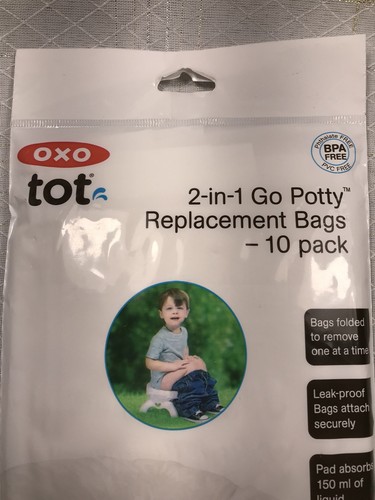 OXO
tot
Phthalate FREE
BPA
FREE
PVC FREE
2-in-1 Go Potty™
Replacement Bags
– 10 pack
Bags folded
to remove
one at a time
Leak-proof
Bags attach
securely
Pad absorbs
150 ml of
liquid